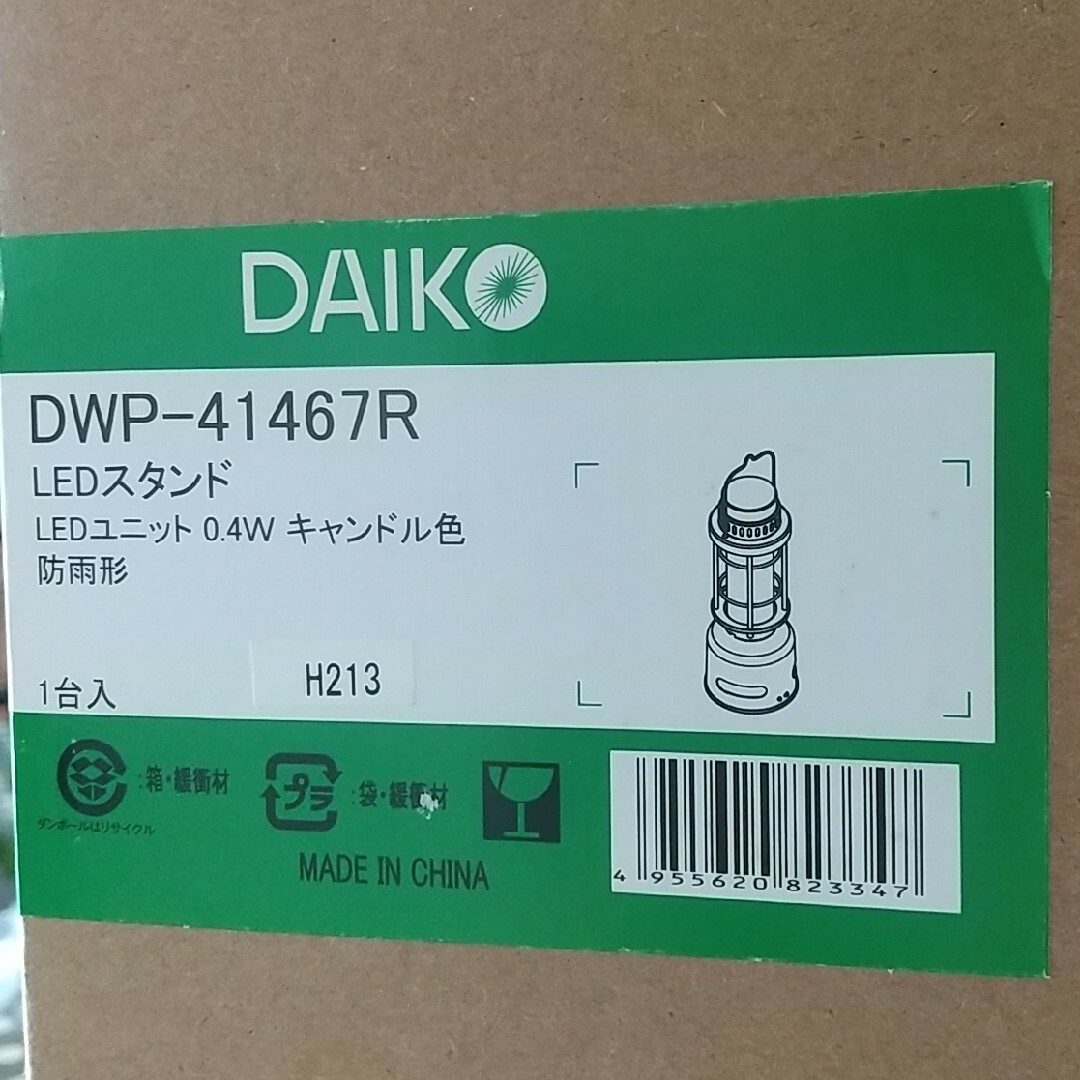 DAIKO
DWP-41467R
LEDスタンド
LEDユニット 0.4W キャンドル色
防雨形
1台入
H213
:箱・緩衝材
ダンボールはリサイクル
プラ
:袋・緩衝材
MADE IN CHINA
4 955620 823347